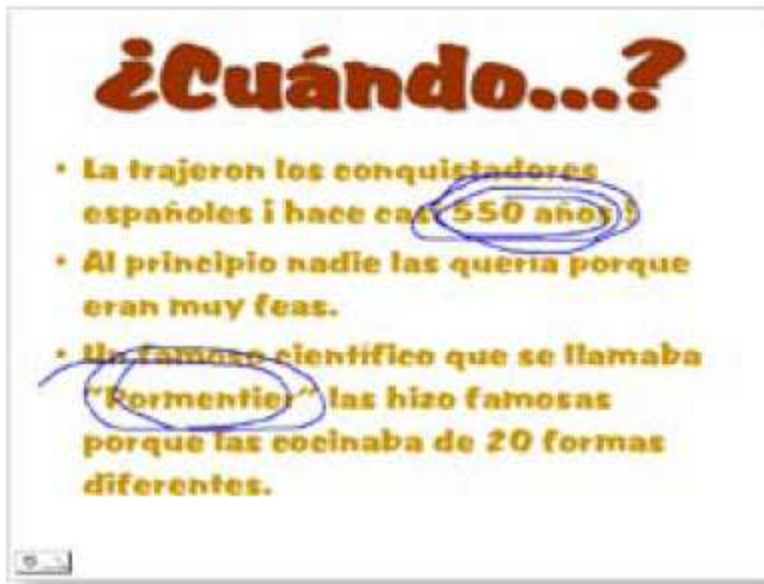 ¿Cuándo...?
• La trajeron los conquistadores
españoles ¡ hace casi 550 años !
• Al principio nadie las quería porque
eran muy feas.
• Un famoso científico que se llamaba
"Pormentier" las hizo famosas
porque las cocinaba de 20 formas
diferentes.